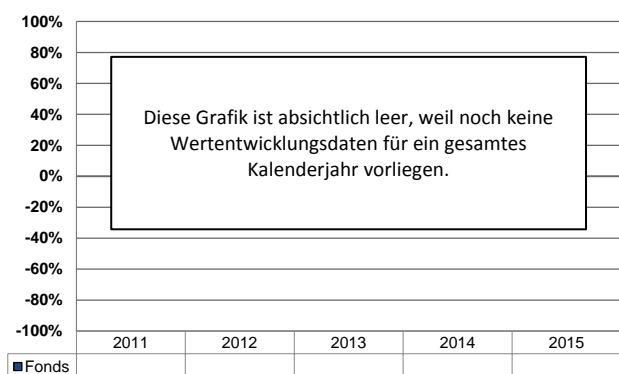 100%
80%
60%
40%
20%
0%
-20%
-40%
-60%
-80%
-100%
Diese Grafik ist absichtlich leer, weil noch keine
Wertentwicklungsdaten für ein gesamtes
Kalenderjahr vorliegen.
2011 2012 2013 2014 2015
Fonds